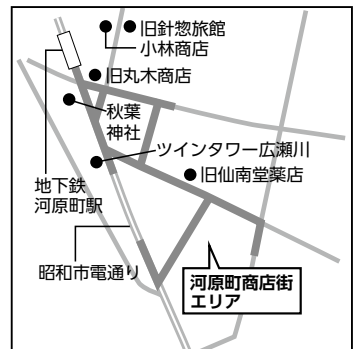 旧針惣旅館
小林商店
旧丸木商店
秋葉
神社
ツインタワー広瀬川
旧仙南堂薬店
地下鉄
河原町駅
昭和市電通り
河原町商店街
エリア